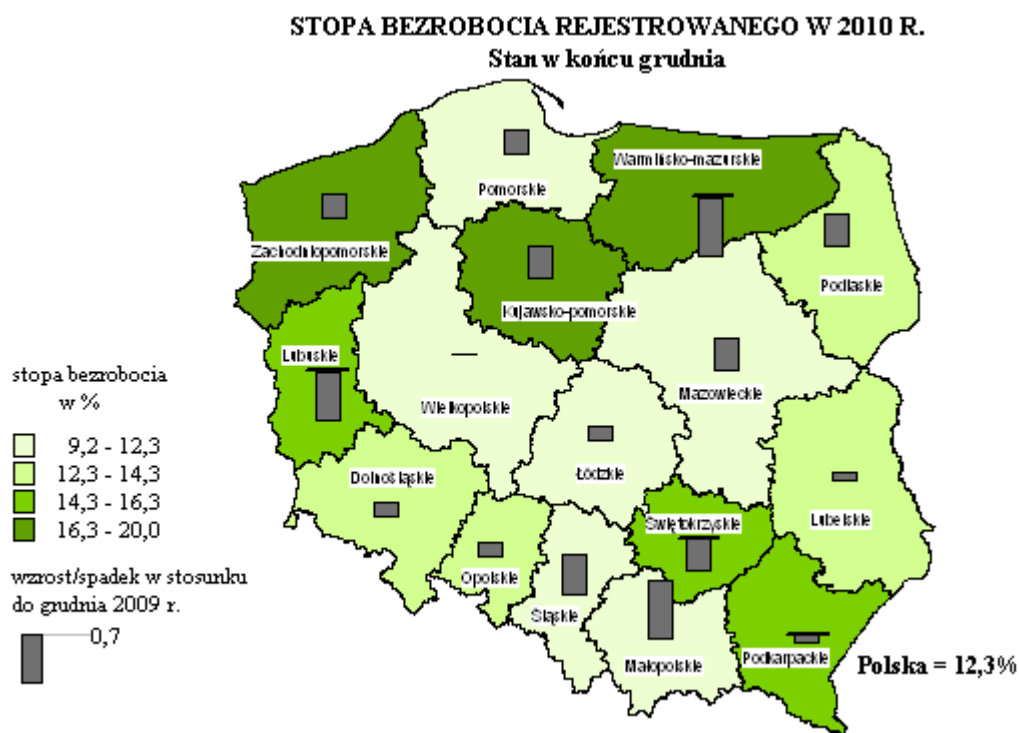 STOPA BEZROBOCIA REJESTROWANEGO W 2010 R.
Stan w końcu grudnia
Warmińsko-mazurskie
Pomorskie
Zachodniopomorskie
Podlaskie
Kujawsko-pomorskie
Lubuskie
Mazowieckie
Wielkopolskie
Łódzkie
Dolnośląskie
Świętokrzyskie
Lubelskie
Opolskie
Śląskie
Małopolskie
Podkarpackie
Polska = 12,3%
stopa bezrobocia
w %
9,2 - 12,3
12,3 - 14,3
14,3 - 16,3
16,3 - 20,0
wzrost/spadek w stosunku
do grudnia 2009 r.
0,7